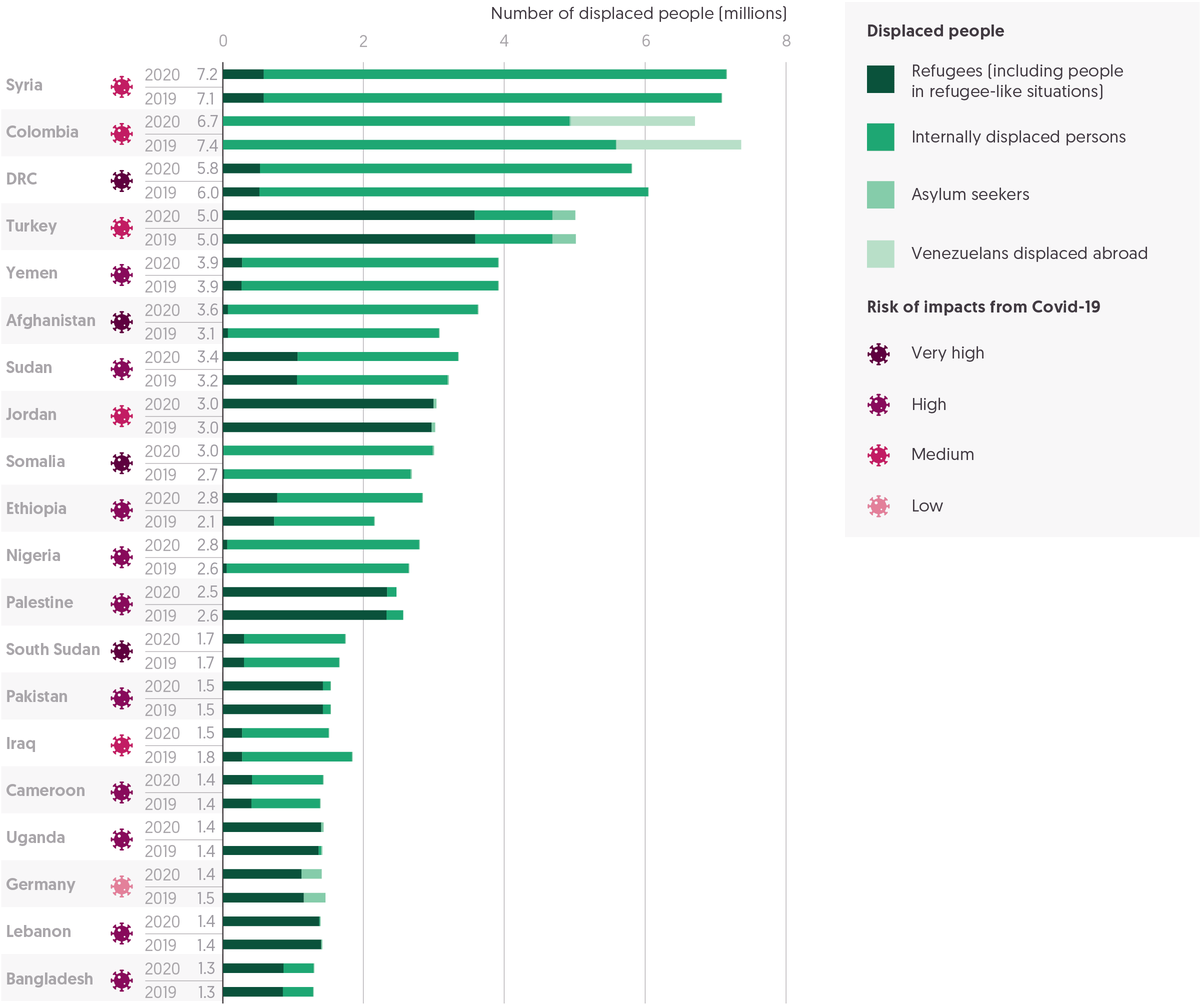 Number of displaced people (millions)
0 2 4 6 8
Syria
2020 7.2
2019 7.1
Colombia
2020 6.7
2019 7.4
DRC
2020 5.8
2019 6.0
Turkey
2020 5.0
2019 5.0
Yemen
2020 3.9
2019 3.9
Afghanistan
2020 3.6
2019 3.1
Sudan
2020 3.4
2019 3.2
Jordan
2020 3.0
2019 3.0
Somalia
2020 3.0
2019 2.7
Ethiopia
2020 2.8
2019 2.1
Nigeria
2020 2.8
2019 2.6
Palestine
2020 2.5
2019 2.6
South Sudan
2020 1.7
2019 1.7
Pakistan
2020 1.5
2019 1.5
Iraq
2020 1.5
2019 1.8
Cameroon
2020 1.4
2019 1.4
Uganda
2020 1.4
2019 1.4
Germany
2020 1.4
2019 1.5
Lebanon
2020 1.4
2019 1.4
Bangladesh
2020 1.3
2019 1.3
Displaced people
Refugees (including people
in refugee-like situations)
Internally displaced persons
Asylum seekers
Venezuelans displaced abroad
Risk of impacts from Covid-19
Very high
High
Medium
Low